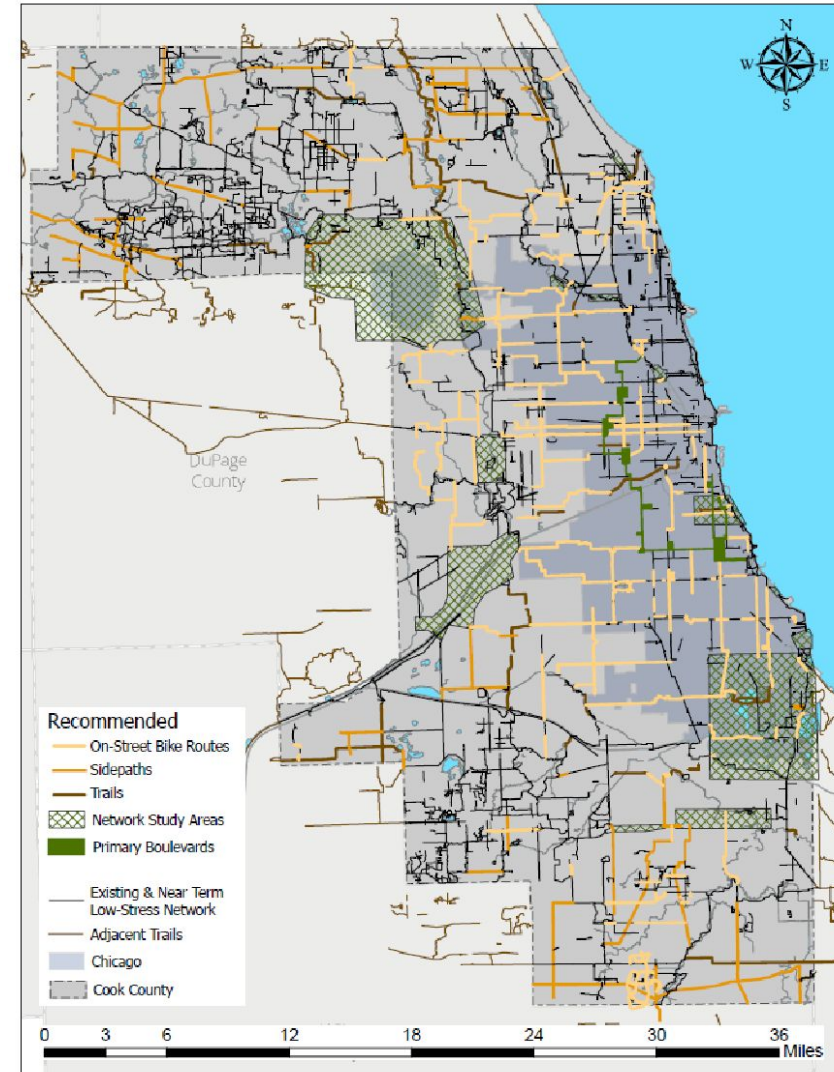 N
W E
S
DuPage
County
Recommended
On-Street Bike Routes
Sidepaths
Trails
Network Study Areas
Primary Boulevards
Existing & Near Term
Low-Stress Network
Adjacent Trails
Chicago
Cook County
0 3 6 12 18 24 30 36
Miles